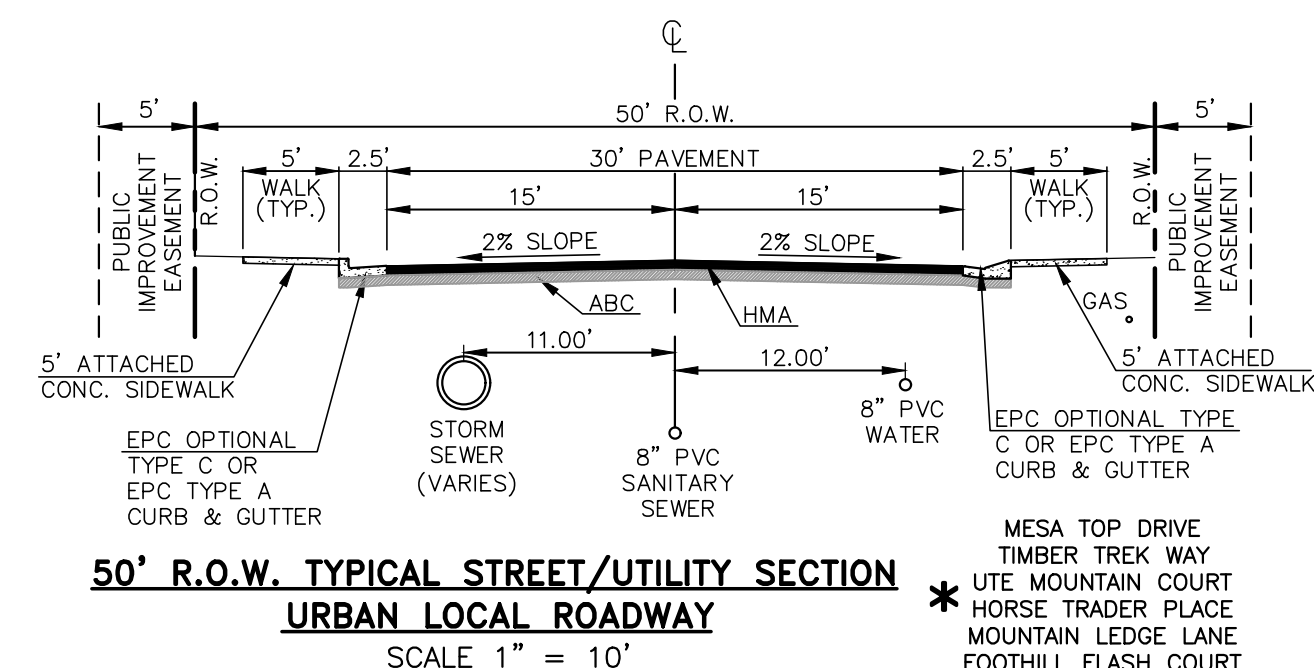 ℄
5'
50' R.O.W.
5'
5'
2.5'
30' PAVEMENT
2.5'
5'
WALK
(TYP.)
WALK
(TYP.)
15'
15'
PUBLIC
IMPROVEMENT
EASEMENT
R.O.W.
R.O.W.
PUBLIC
IMPROVEMENT
EASEMENT
2% SLOPE
2% SLOPE
ABC
HMA
GAS
11.00'
12.00'
5' ATTACHED
CONC. SIDEWALK
5' ATTACHED
CONC. SIDEWALK
EPC OPTIONAL
TYPE C OR
EPC TYPE A
CURB & GUTTER
STORM
SEWER
(VARIES)
8" PVC
SANITARY
SEWER
8" PVC
WATER
EPC OPTIONAL TYPE
C OR EPC TYPE A
CURB & GUTTER
50' R.O.W. TYPICAL STREET/UTILITY SECTION
URBAN LOCAL ROADWAY
SCALE 1" = 10'
*
MESA TOP DRIVE
TIMBER TREK WAY
UTE MOUNTAIN COURT
HORSE TRADER PLACE
MOUNTAIN LEDGE LANE
FOOTHILL FLASH COURT